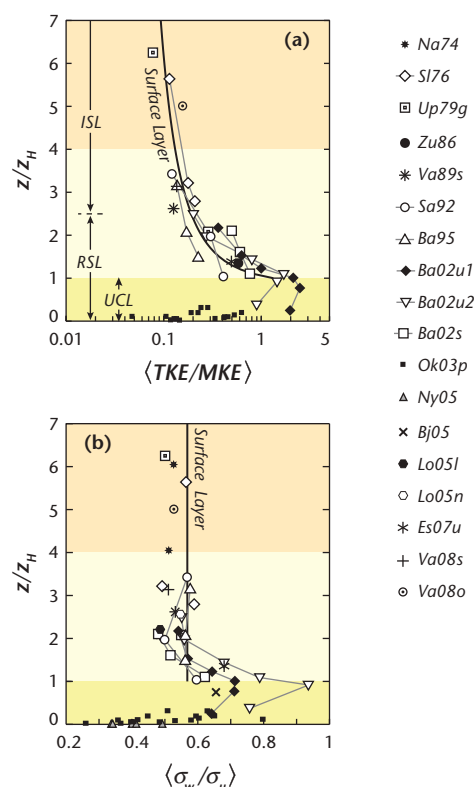 (a)
7
6
5
4
3
2
1
0
z/z_H
ISL
RSL
UCL
Surface Layer
0.01 0.1 1 5
⟨TKE/MKE⟩
(b)
7
6
5
4
3
2
1
0
z/z_H
Surface Layer
0.2 0.4 0.6 0.8 1
⟨σ_w/σ_u⟩
Na74
Sl76
Up79g
Zu86
Va89s
Sa92
Ba95
Ba02u1
Ba02u2
Ba02s
Ok03p
Ny05
Bj05
Lo05l
Lo05n
Es07u
Va08s
Va08o